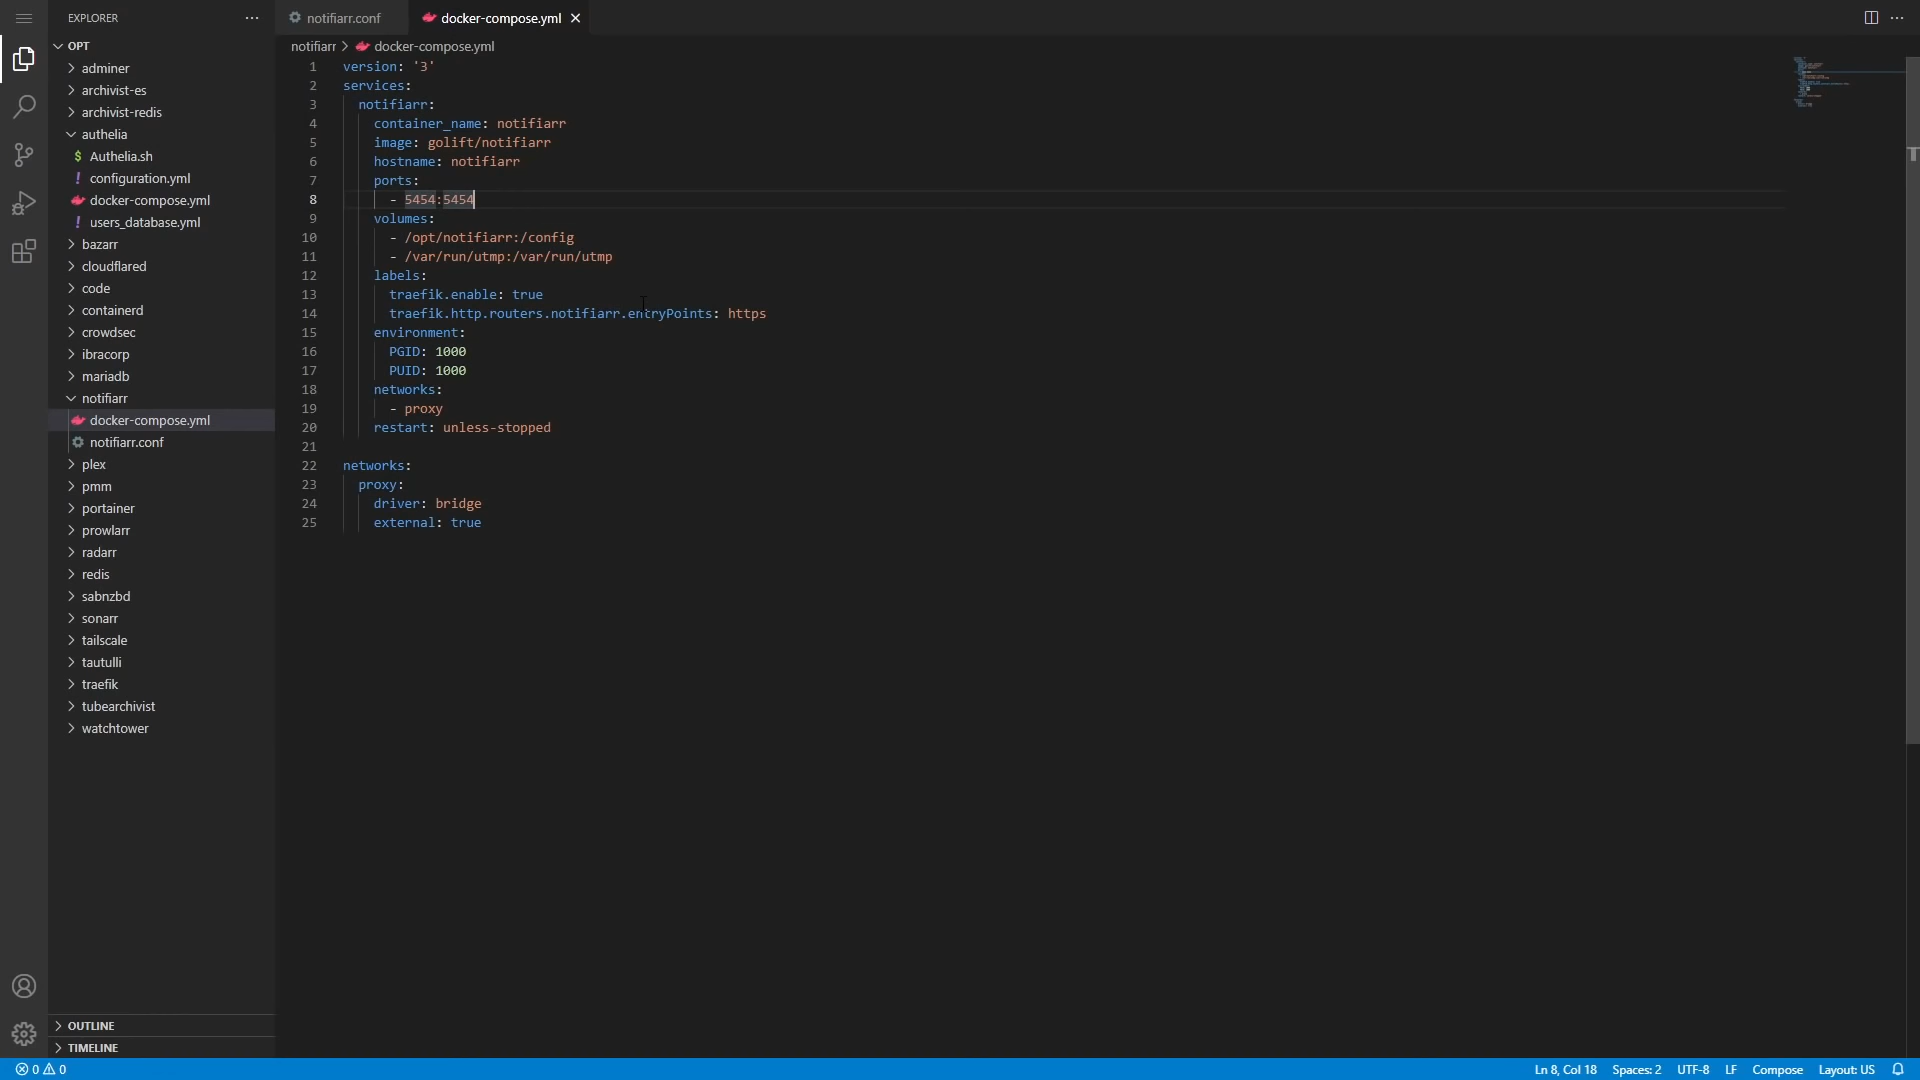 EXPLORER
OPT
adminer
archivist-es
archivist-redis
authelia
$ Authelia.sh
! configuration.yml
docker-compose.yml
! users_database.yml
bazarr
cloudflared
code
containerd
crowdsec
ibracorp
mariadb
notifiarr
docker-compose.yml
notifiarr.conf
plex
pmm
portainer
prowlarr
radarr
redis
sabnzbd
sonarr
tailscale
tautulli
traefik
tubearchivist
watchtower
OUTLINE
TIMELINE
notifiarr.conf docker-compose.yml
notifiarr > docker-compose.yml
1 version: '3'
2 services:
3 notifiarr:
4 container_name: notifiarr
5 image: golift/notifiarr
6 hostname: notifiarr
7 ports:
8 - 5454:5454
9 volumes:
10 - /opt/notifiarr:/config
11 - /var/run/utmp:/var/run/utmp
12 labels:
13 traefik.enable: true
14 traefik.http.routers.notifiarr.entryPoints: https
15 environment:
16 PGID: 1000
17 PUID: 1000
18 networks:
19 - proxy
20 restart: unless-stopped
21
22 networks:
23 proxy:
24 driver: bridge
25 external: true
0 0 Ln 8, Col 18 Spaces: 2 UTF-8 LF Compose Layout: US